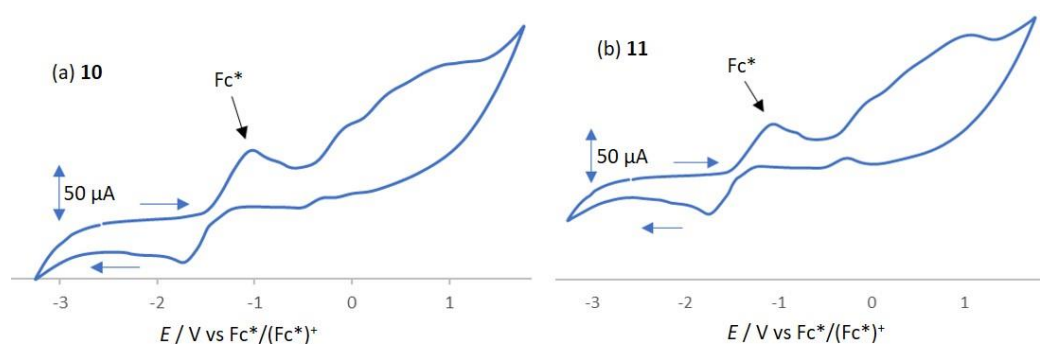 (a) 10
Fc*
50 µA
-3 -2 -1 0 1
E / V vs Fc*/(Fc*)⁺
(b) 11
Fc*
50 µA
-3 -2 -1 0 1
E / V vs Fc*/(Fc*)⁺